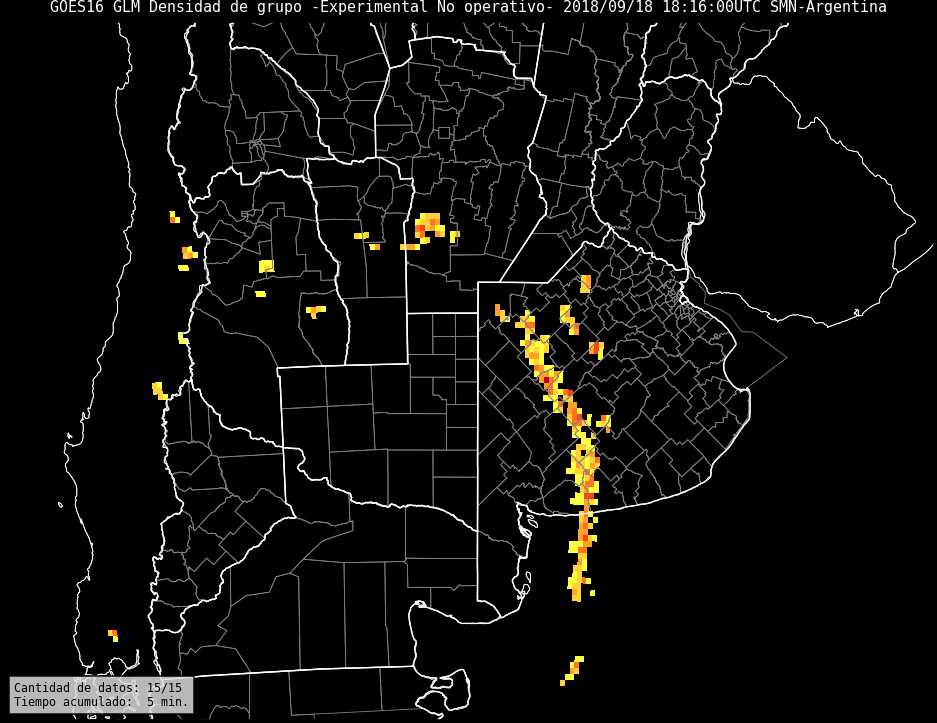 GOES16 GLM Densidad de grupo -Experimental No operativo- 2018/09/18 18:16:00UTC SMN-Argentina
Cantidad de datos: 15/15
Tiempo acumulado:  5 min.